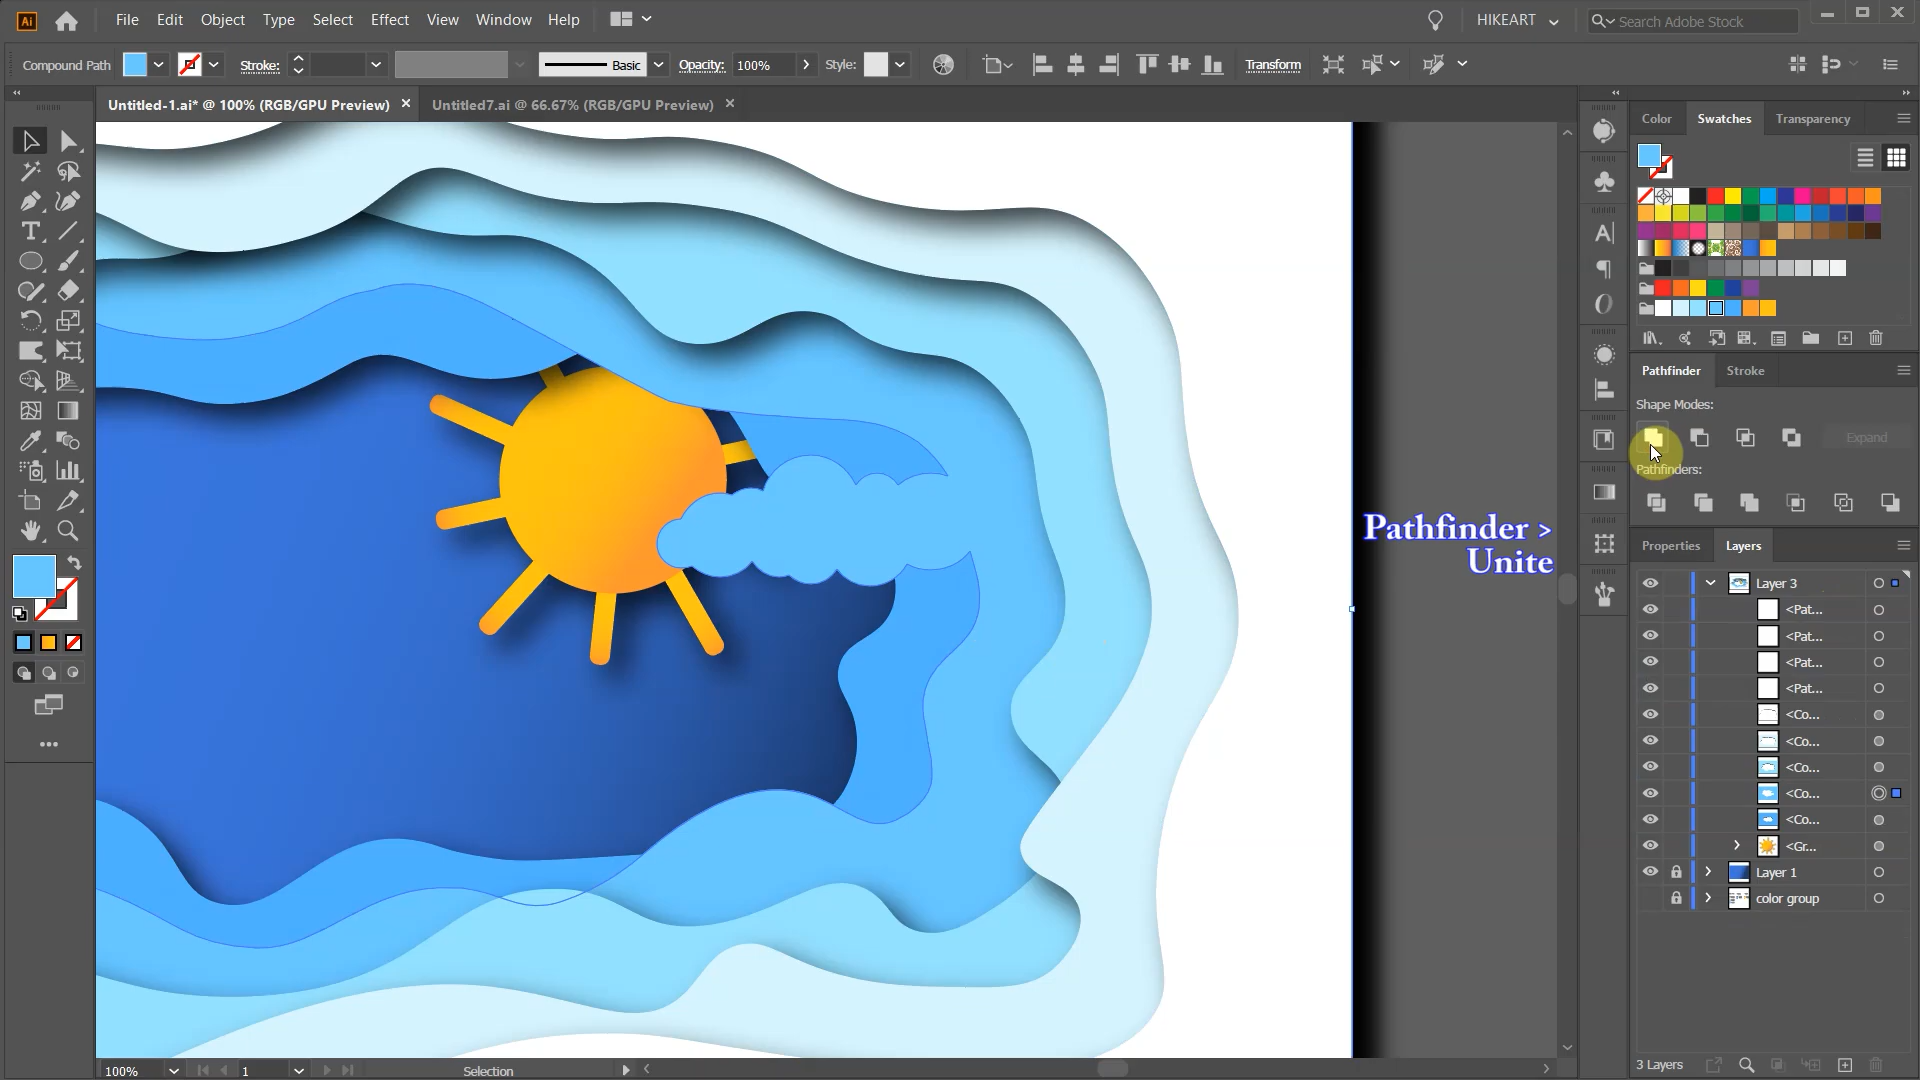 Ai File Edit Object Type Select Effect View Window Help HIKEART Search Adobe Stock
Compound Path Stroke: Basic Opacity: 100% Style: Transform
Untitled-1.ai* @ 100% (RGB/GPU Preview) × Untitled7.ai @ 66.67% (RGB/GPU Preview) ×
Color Swatches Transparency
Pathfinder Stroke
Shape Modes:
Expand
Pathfinders:
Pathfinder >
Unite
Properties Layers
Layer 3
<Pat...
<Pat...
<Pat...
<Pat...
<Co...
<Co...
<Co...
<Co...
<Co...
<Gr...
Layer 1
color group
3 Layers
100% 1 Selection